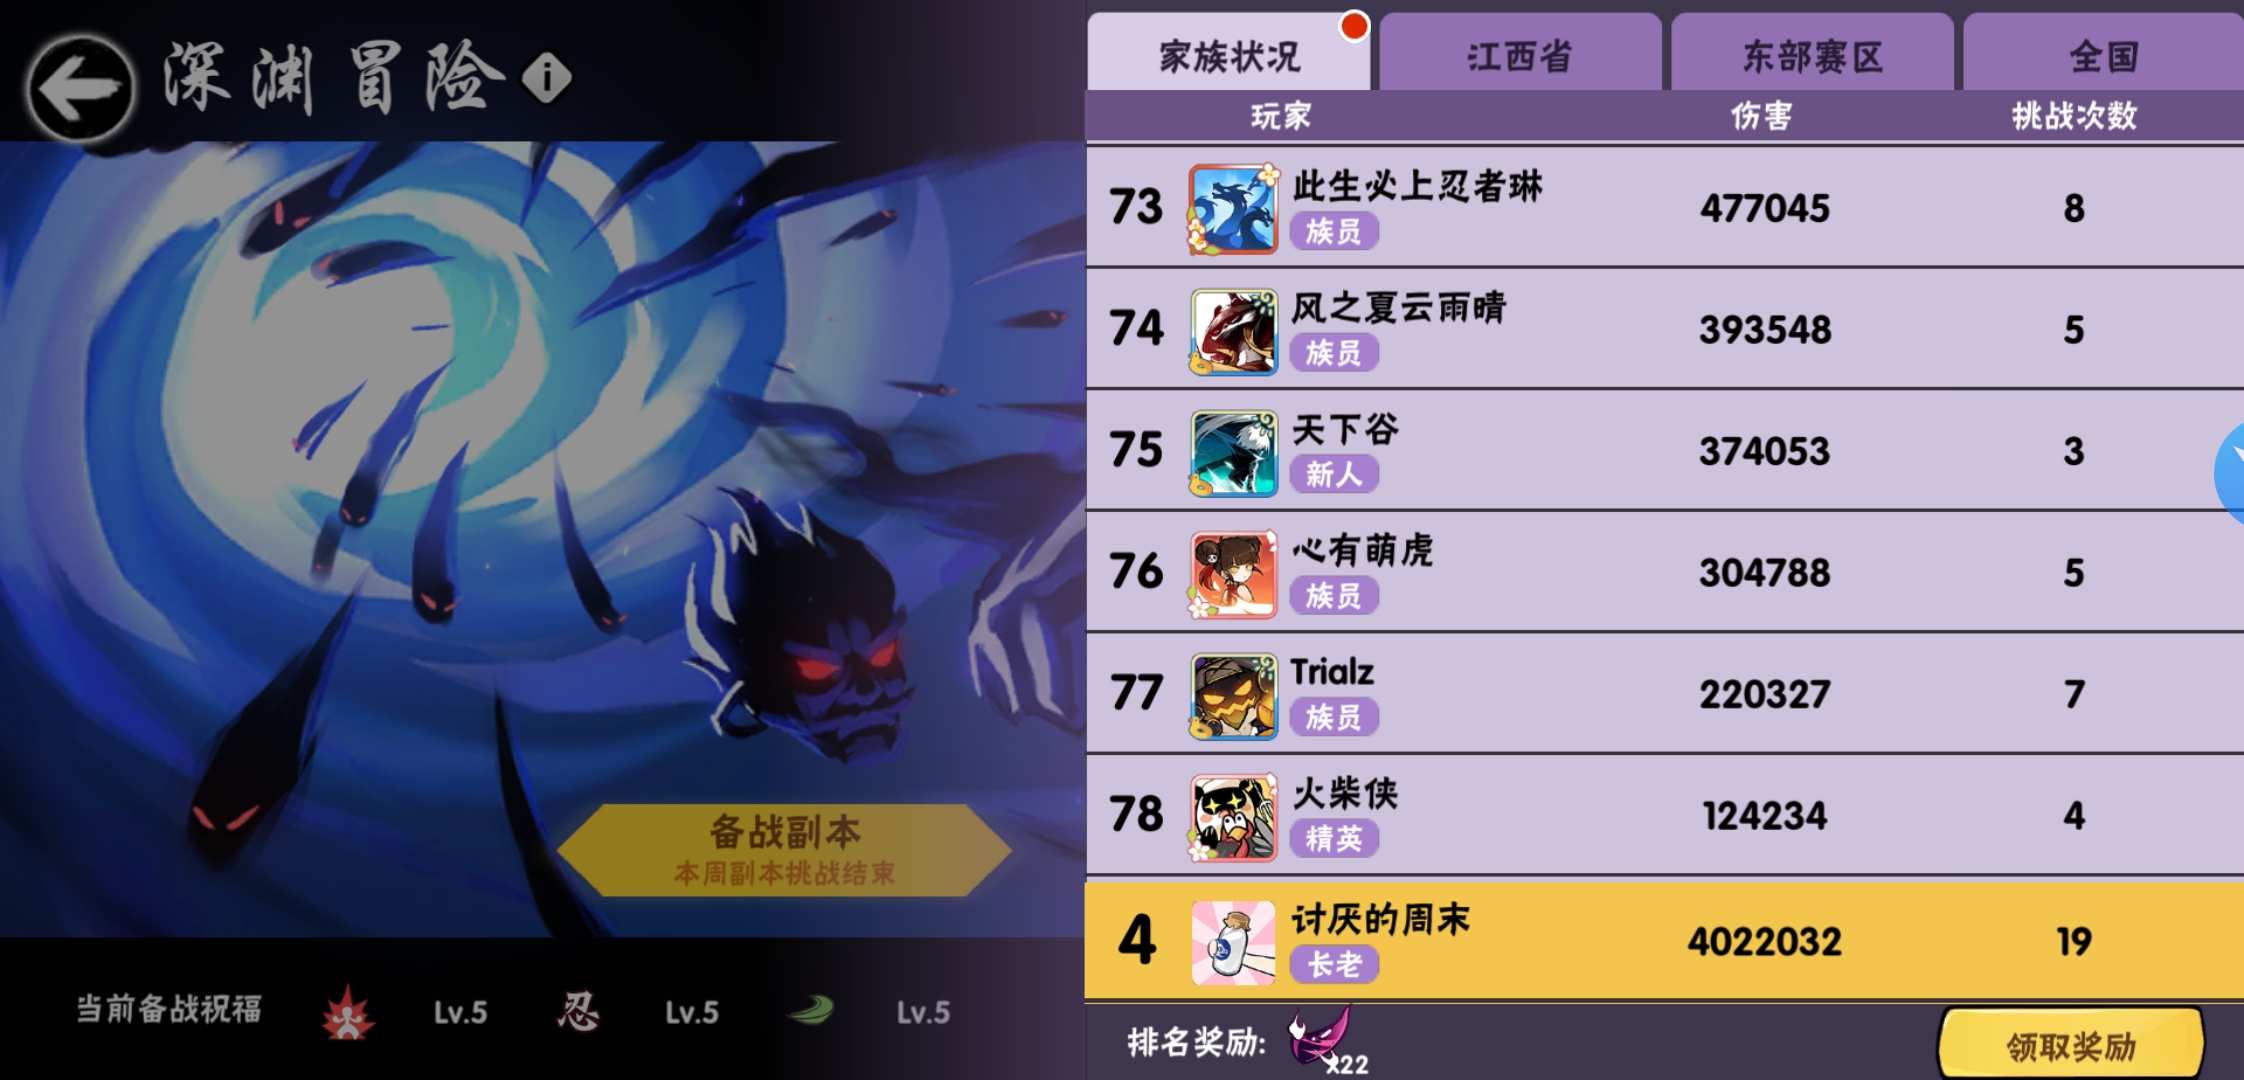 深渊冒险
家族状况 江西省 东部赛区 全国
玩家 伤害 挑战次数
73 此生必上忍者琳 477045 8
族员
74 风之夏云雨晴 393548 5
族员
75 天下谷 374053 3
新人
76 心有萌虎 304788 5
族员
77 Trialz 220327 7
族员
78 火柴侠 124234 4
精英
4 讨厌的周末 4022032 19
长老
备战副本
本周副本挑战结束
当前备战祝福 Lv.5 忍 Lv.5 Lv.5
排名奖励: x22
领取奖励